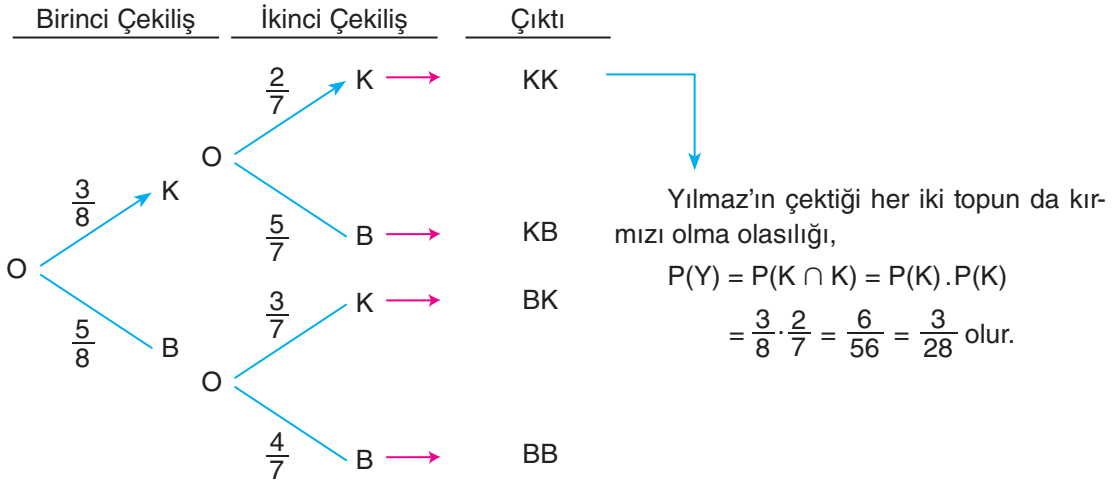 Birinci Çekiliş İkinci Çekiliş Çıktı
2/7 K KK
O
3/8 K
Yılmaz’ın çektiği her iki topun da kır-
mızı olma olasılığı,
5/7 B KB
O
P(Y) = P(K ∩ K) = P(K).P(K)
3/7 K BK
= 3/8 · 2/7 = 6/56 = 3/28 olur.
5/8 B
O
4/7 B BB